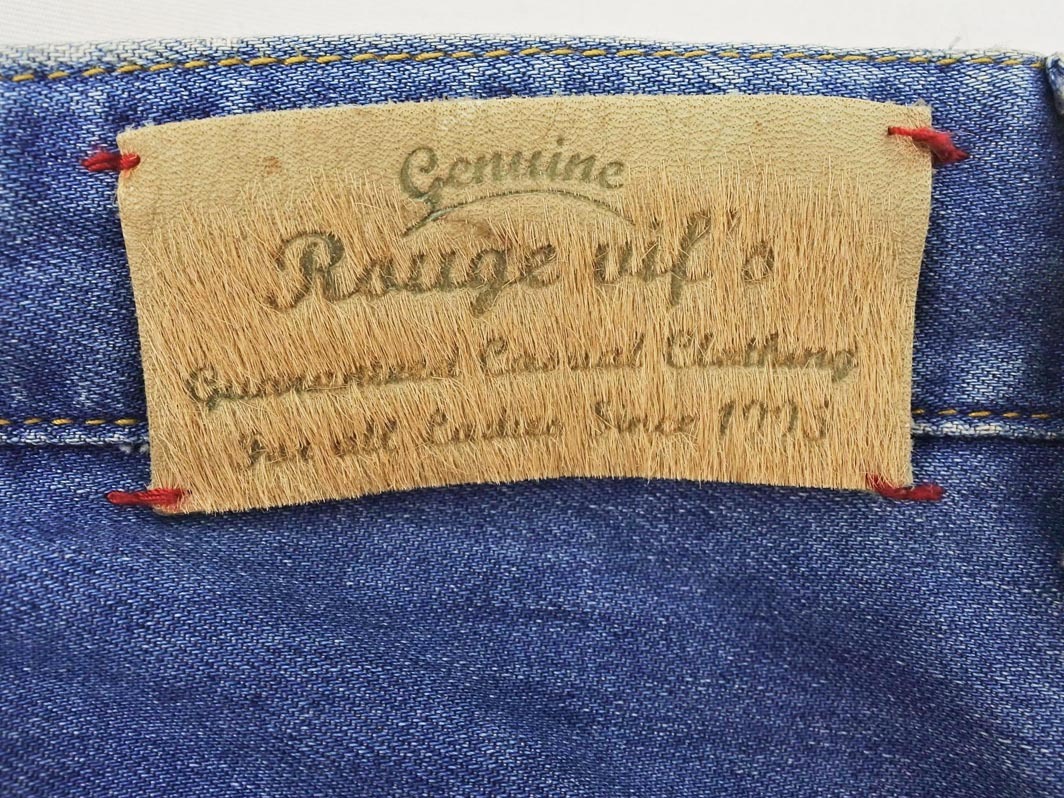 Genuine
Rouge vif's
Guaranteed Casual Clothing
For all Ladies Since